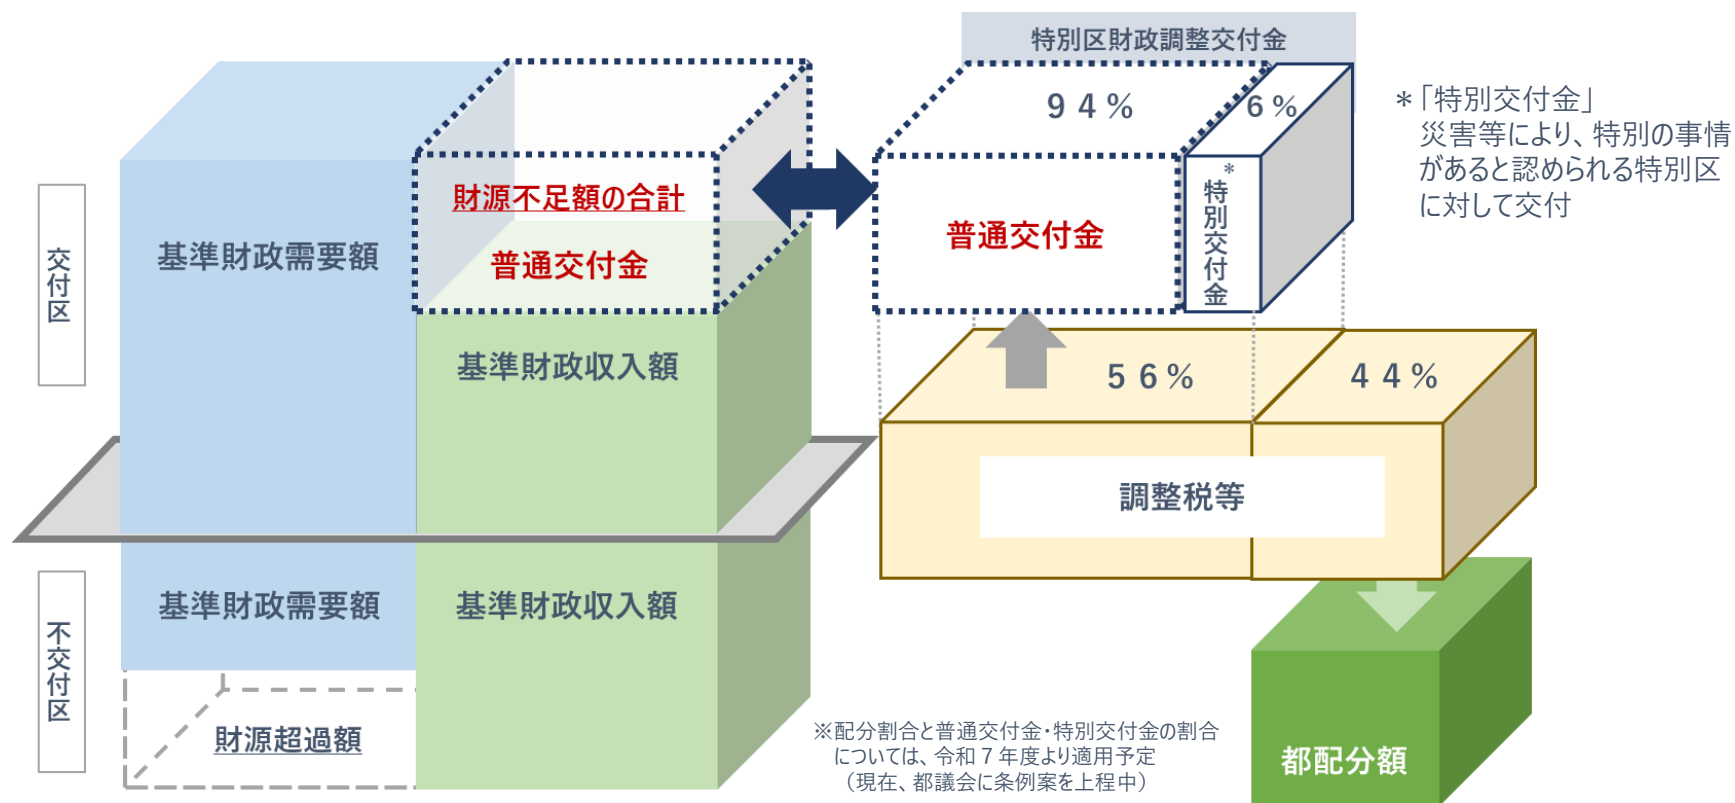 特別区財政調整交付金
94%
6%
*「特別交付金」
災害等により、特別の事情
があると認められる特別区
に対して交付
交付区
基準財政需要額
財源不足額の合計
普通交付金
基準財政収入額
普通交付金
*
特別交付金
56%
44%
調整税等
不交付区
基準財政需要額
基準財政収入額
財源超過額
※配分割合と普通交付金・特別交付金の割合
については、令和7年度より適用予定
(現在、都議会に条例案を上程中)
都配分額